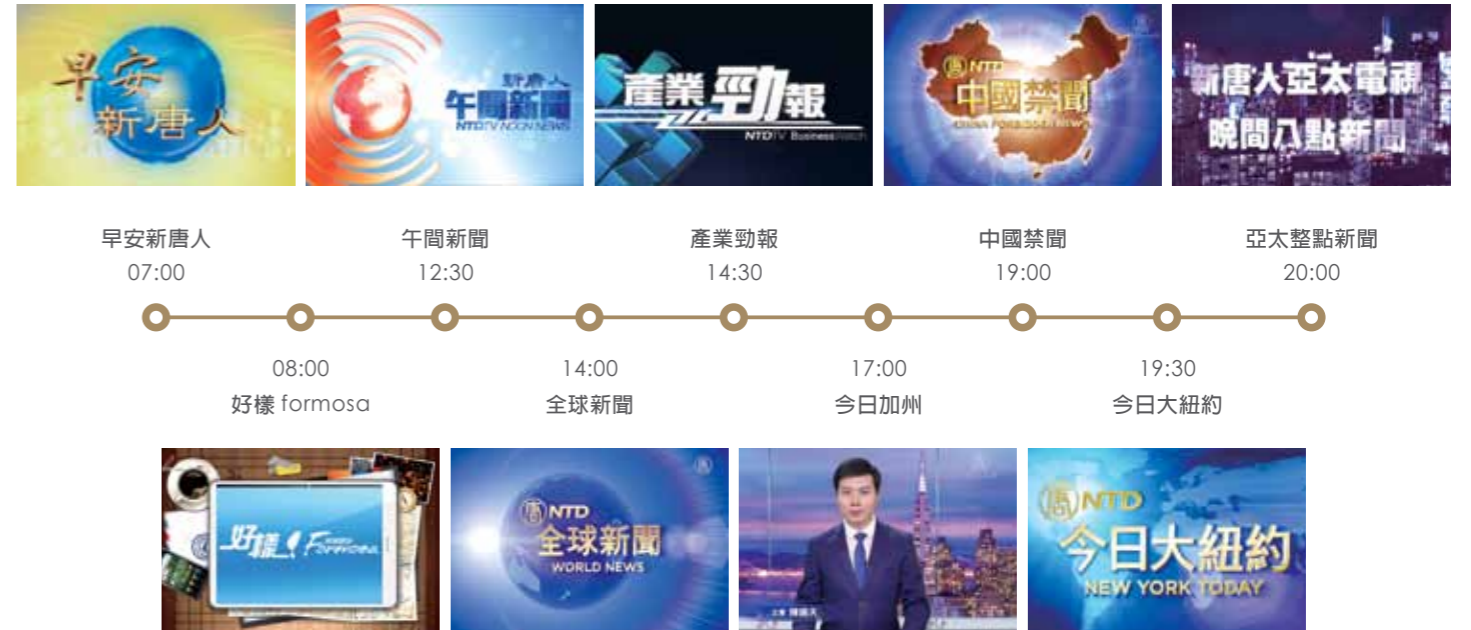 早安
新唐人
新唐人
午間新聞
NTDTV NOON NEWS
產業勁報
NTDTV BusinessWatch
NTD
中國禁聞
CHINA FORBIDDEN NEWS
新唐人亞太電視
晚間八點新聞
早安新唐人
07:00
午間新聞
12:30
產業勁報
14:30
中國禁聞
19:00
亞太整點新聞
20:00
08:00
好樣 formosa
14:00
全球新聞
17:00
今日加州
19:30
今日大紐約
好樣! Formosa
NTD
全球新聞
WORLD NEWS
主播
NTD
今日大紐約
NEW YORK TODAY